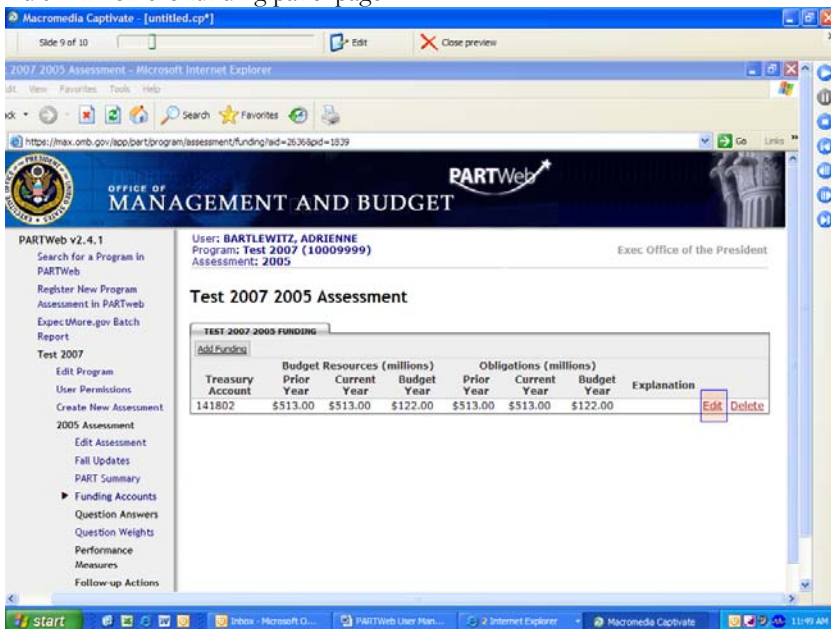 Macromedia Captivate - [untitled.cp*]
Slide 9 of 10 Edit Close preview
2007 2005 Assessment - Microsoft Internet Explorer
View Favorites Tools Help
Search Favorites
https://max.omb.gov/app/part/program/assessment/funding?aid=2636&pid=1839 Go Links »
OFFICE OF
MANAGEMENT AND BUDGET
PARTWeb
PARTWeb v2.4.1
Search for a Program in
PARTWeb
Register New Program
Assessment in PARTweb
ExpectMore.gov Batch
Report
Test 2007
Edit Program
User Permissions
Create New Assessment
2005 Assessment
Edit Assessment
Fall Updates
PART Summary
Funding Accounts
Question Answers
Question Weights
Performance
Measures
Follow-up Actions
User: BARTLEWITZ, ADRIENNE
Program: Test 2007 (10009999)
Assessment: 2005
Exec Office of the President
Test 2007 2005 Assessment
TEST 2007 2005 FUNDING
Add Funding
Budget Resources (millions) Obligations (millions)
Treasury Account Prior Year Current Year Budget Year Prior Year Current Year Budget Year Explanation
141802 $513.00 $513.00 $122.00 $513.00 $513.00 $122.00 Edit Delete
start Inbox - Microsoft O... PARTWeb User Man... 2 Internet Explorer Macromedia Captivate 11:49 AM